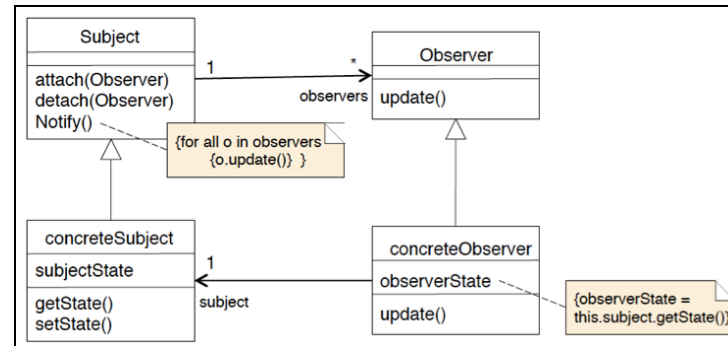 Subject
attach(Observer)
detach(Observer)
Notify()
1
*
observers
Observer
update()
{for all o in observers
{o.update()} }
concreteSubject
subjectState
getState()
setState()
1
subject
concreteObserver
observerState
update()
{observerState =
this.subject.getState()}